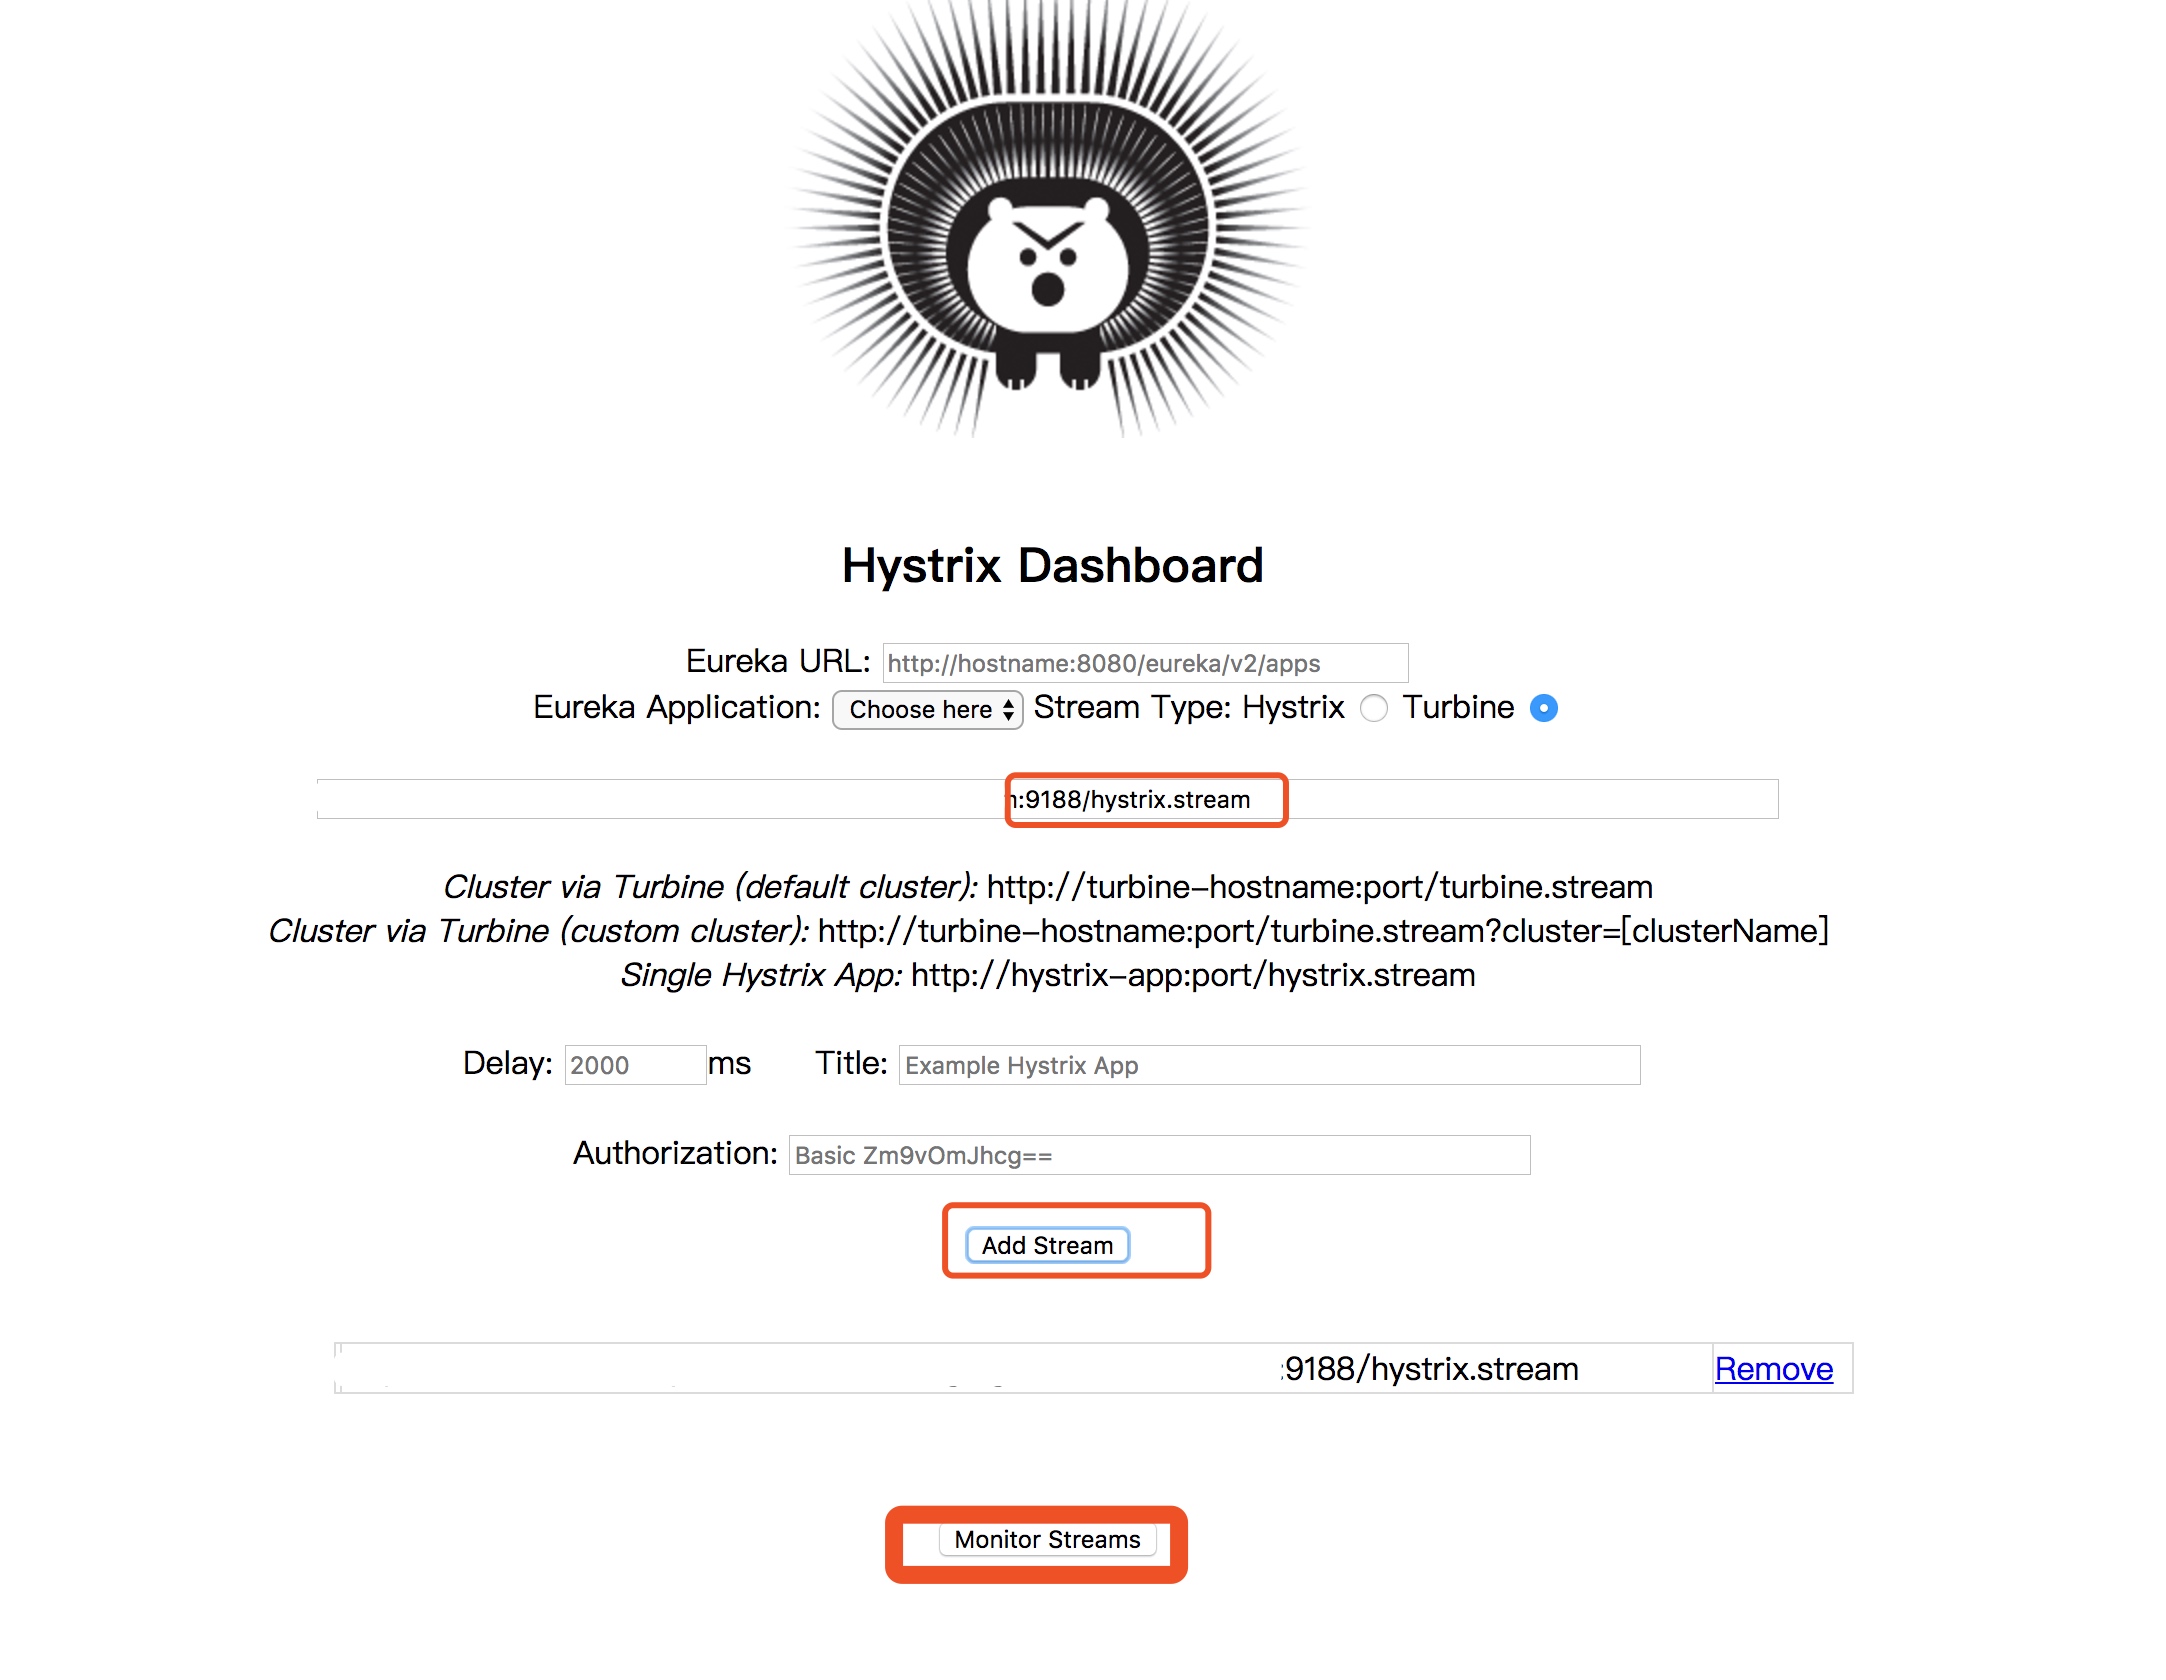 Hystrix Dashboard
Eureka URL: http://hostname:8080/eureka/v2/apps
Eureka Application: Choose here Stream Type: Hystrix Turbine
:9188/hystrix.stream
Cluster via Turbine (default cluster): http://turbine-hostname:port/turbine.stream
Cluster via Turbine (custom cluster): http://turbine-hostname:port/turbine.stream?cluster=[clusterName]
Single Hystrix App: http://hystrix-app:port/hystrix.stream
Delay: 2000 ms Title: Example Hystrix App
Authorization: Basic Zm9vOmJhcg==
Add Stream
:9188/hystrix.stream Remove
Monitor Streams